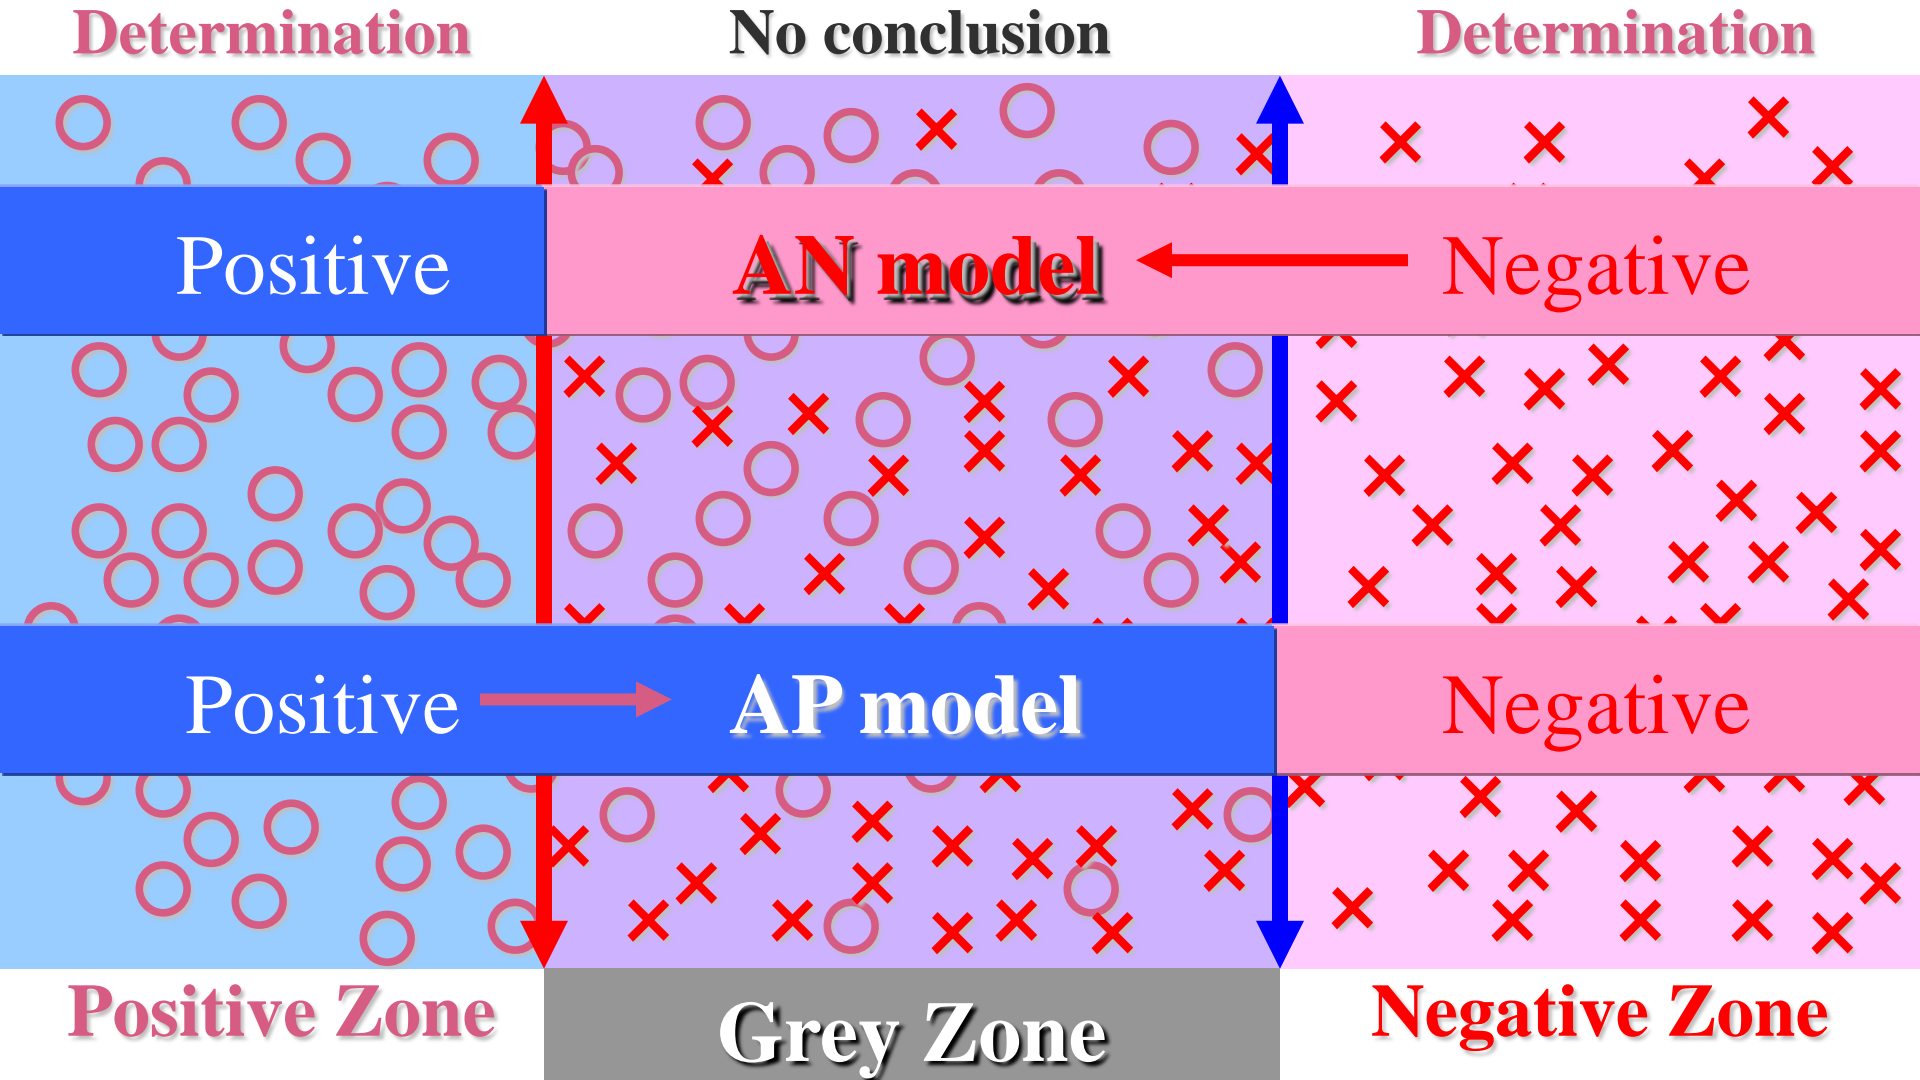 Determination
No conclusion
Determination
Positive
AN model
Negative
Positive
AP model
Negative
Positive Zone
Grey Zone
Negative Zone